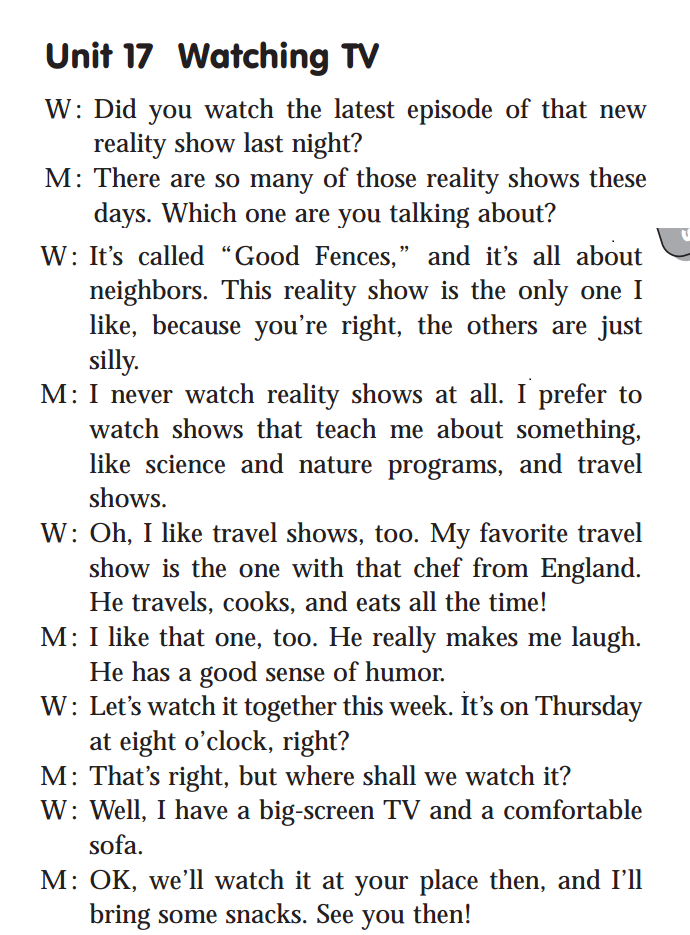 Unit 17 Watching TV
W: Did you watch the latest episode of that new
reality show last night?
M: There are so many of those reality shows these
days. Which one are you talking about?
W: It's called “Good Fences,” and it's all about
neighbors. This reality show is the only one I
like, because you're right, the others are just
silly.
M: I never watch reality shows at all. I prefer to
watch shows that teach me about something,
like science and nature programs, and travel
shows.
W: Oh, I like travel shows, too. My favorite travel
show is the one with that chef from England.
He travels, cooks, and eats all the time!
M: I like that one, too. He really makes me laugh.
He has a good sense of humor.
W: Let's watch it together this week. It's on Thursday
at eight o'clock, right?
M: That's right, but where shall we watch it?
W: Well, I have a big-screen TV and a comfortable
sofa.
M: OK, we'll watch it at your place then, and I'll
bring some snacks. See you then!